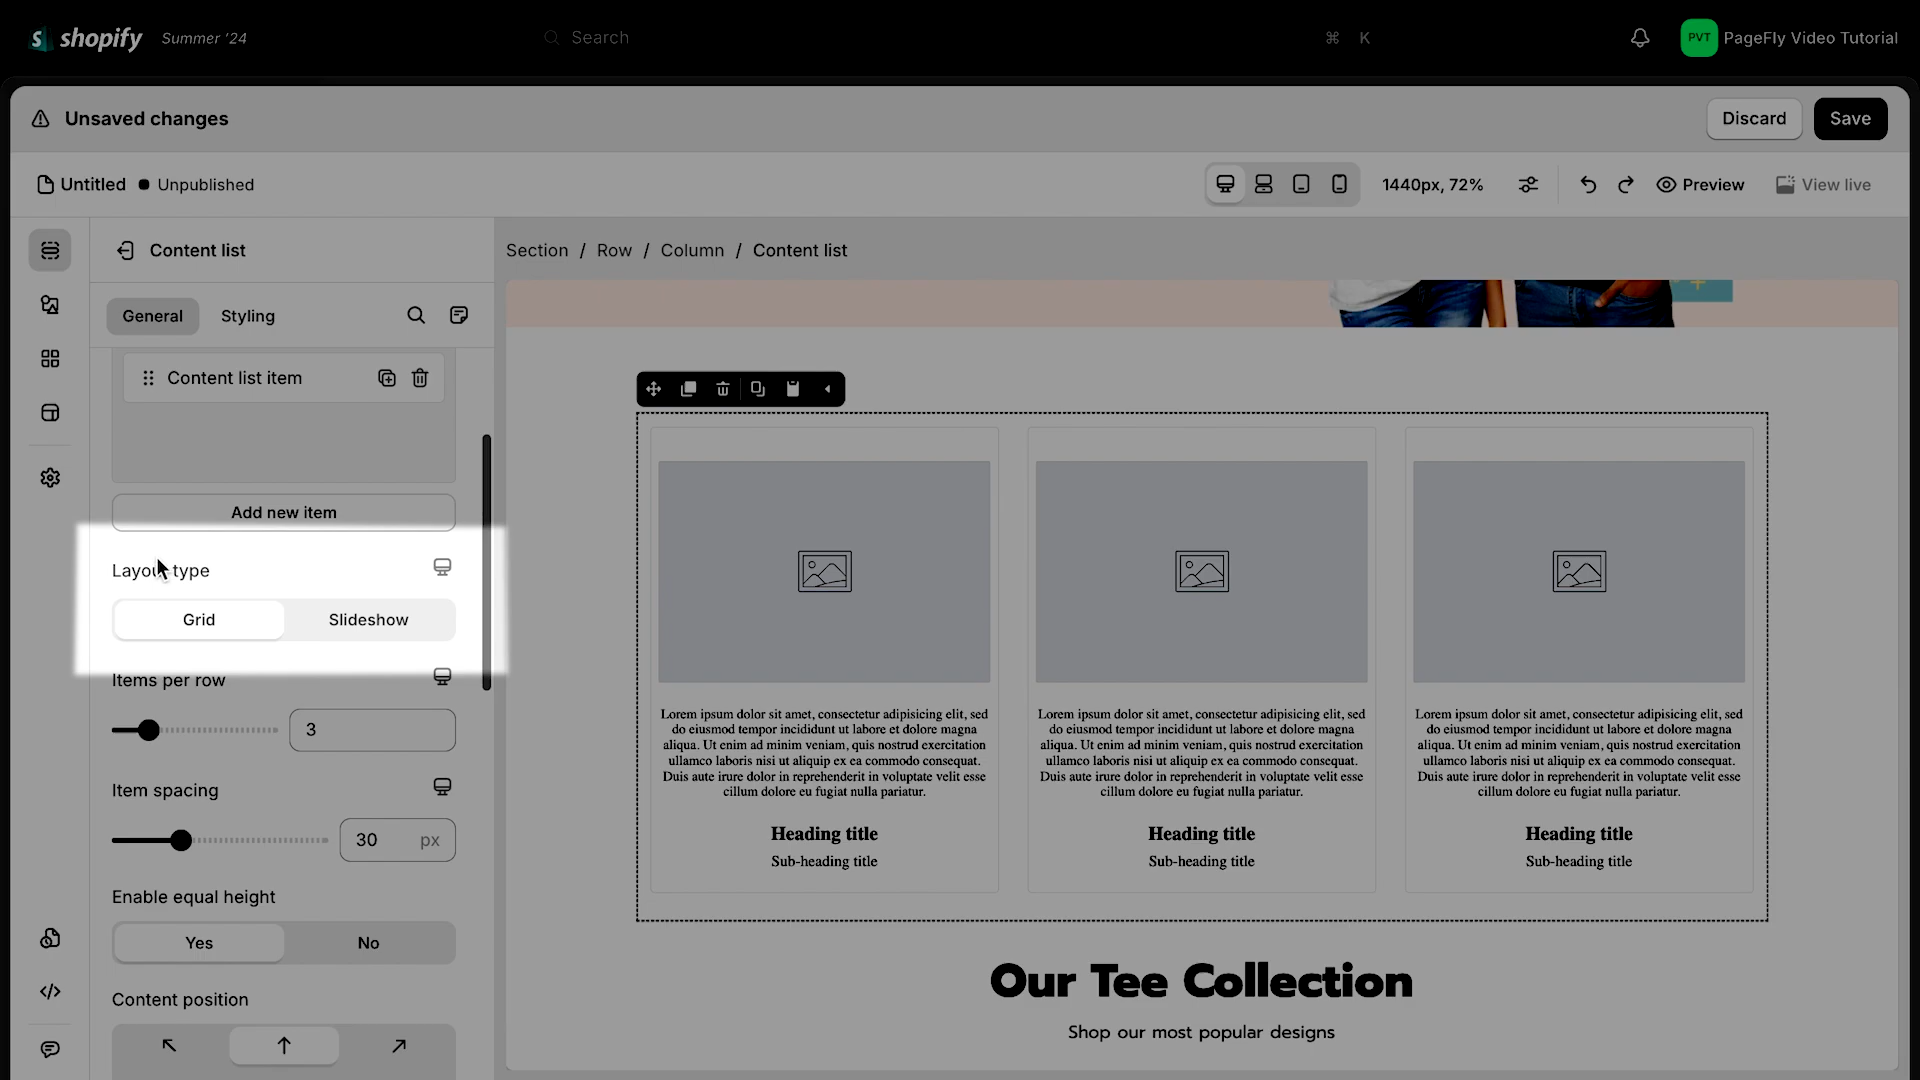 shopify Summer '24
Search
⌘ K
PVT PageFly Video Tutorial
Unsaved changes
Discard
Save
Untitled
Unpublished
1440px, 72%
Preview
View live
Content list
Section / Row / Column / Content list
General
Styling
Content list item
Add new item
Layout type
Grid
Slideshow
Items per row
3
Item spacing
30 px
Enable equal height
Yes
No
Content position
Lorem ipsum dolor sit amet, consectetur adipisicing elit, sed
do eiusmod tempor incididunt ut labore et dolore magna
aliqua. Ut enim ad minim veniam, quis nostrud exercitation
ullamco laboris nisi ut aliquip ex ea commodo consequat.
Duis aute irure dolor in reprehenderit in voluptate velit esse
cillum dolore eu fugiat nulla pariatur.
Heading title
Sub-heading title
Lorem ipsum dolor sit amet, consectetur adipisicing elit, sed
do eiusmod tempor incididunt ut labore et dolore magna
aliqua. Ut enim ad minim veniam, quis nostrud exercitation
ullamco laboris nisi ut aliquip ex ea commodo consequat.
Duis aute irure dolor in reprehenderit in voluptate velit esse
cillum dolore eu fugiat nulla pariatur.
Heading title
Sub-heading title
Lorem ipsum dolor sit amet, consectetur adipisicing elit, sed
do eiusmod tempor incididunt ut labore et dolore magna
aliqua. Ut enim ad minim veniam, quis nostrud exercitation
ullamco laboris nisi ut aliquip ex ea commodo consequat.
Duis aute irure dolor in reprehenderit in voluptate velit esse
cillum dolore eu fugiat nulla pariatur.
Heading title
Sub-heading title
Our Tee Collection
Shop our most popular designs